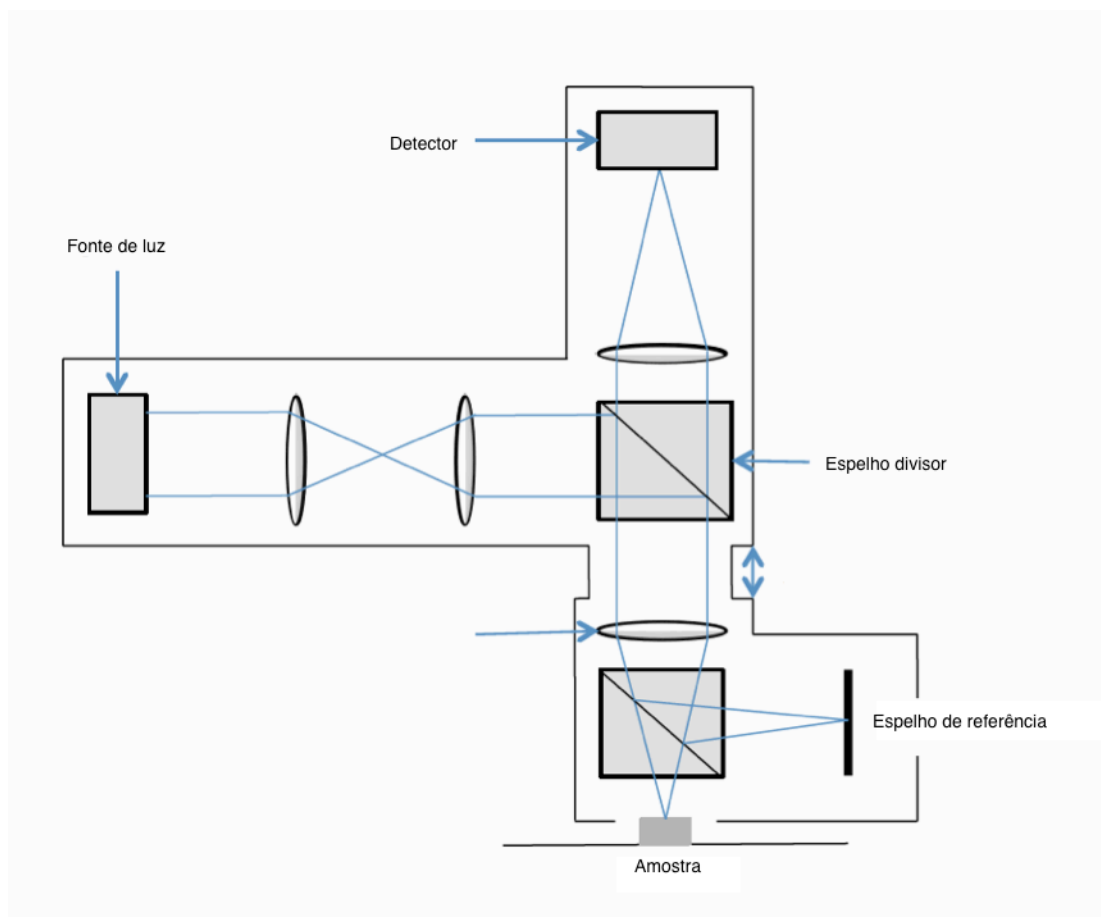 Detector
Fonte de luz
Espelho divisor
Espelho de referência
Amostra